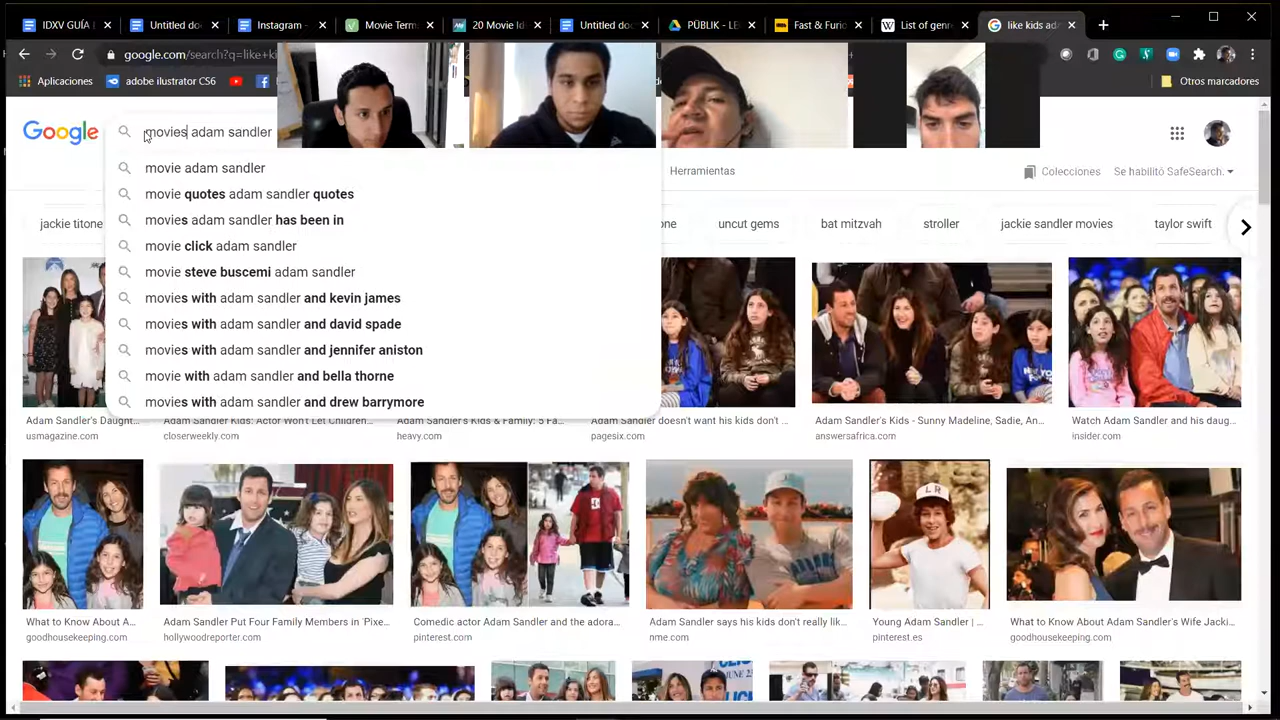 IDXV GUÍA
Untitled doc
Instagram -
Movie Term
20 Movie Id
Untitled doc
PÚBLIK - LE
Fast & Furio
List of genre
like kids ad
google.com/search?q=like+ki
Aplicaciones
adobe ilustrator CS6
Otros marcadores
Google
movies adam sandler
Herramientas
Colecciones
Se habilitó SafeSearch.
movie adam sandler
movie quotes adam sandler quotes
movies adam sandler has been in
movie click adam sandler
movie steve buscemi adam sandler
movies with adam sandler and kevin james
movies with adam sandler and david spade
movies with adam sandler and jennifer aniston
movie with adam sandler and bella thorne
movies with adam sandler and drew barrymore
jackie titone
one
uncut gems
bat mitzvah
stroller
jackie sandler movies
taylor swift
Adam Sandler's Daught...
usmagazine.com
Adam Sandler Kids: Actor Won't Let Children...
closerweekly.com
Adam Sandler's Kids & Family: 5 Fa...
heavy.com
Adam Sandler doesn't want his kids don't ...
pagesix.com
Adam Sandler's Kids - Sunny Madeline, Sadie, An...
answersafrica.com
Watch Adam Sandler and his daug...
insider.com
What to Know About A...
goodhousekeeping.com
Adam Sandler Put Four Family Members in 'Pixe...
hollywoodreporter.com
Comedic actor Adam Sandler and the adora...
pinterest.com
Adam Sandler says his kids don't really lik...
nme.com
Young Adam Sandler | ...
pinterest.es
What to Know About Adam Sandler's Wife Jacki...
goodhousekeeping.com